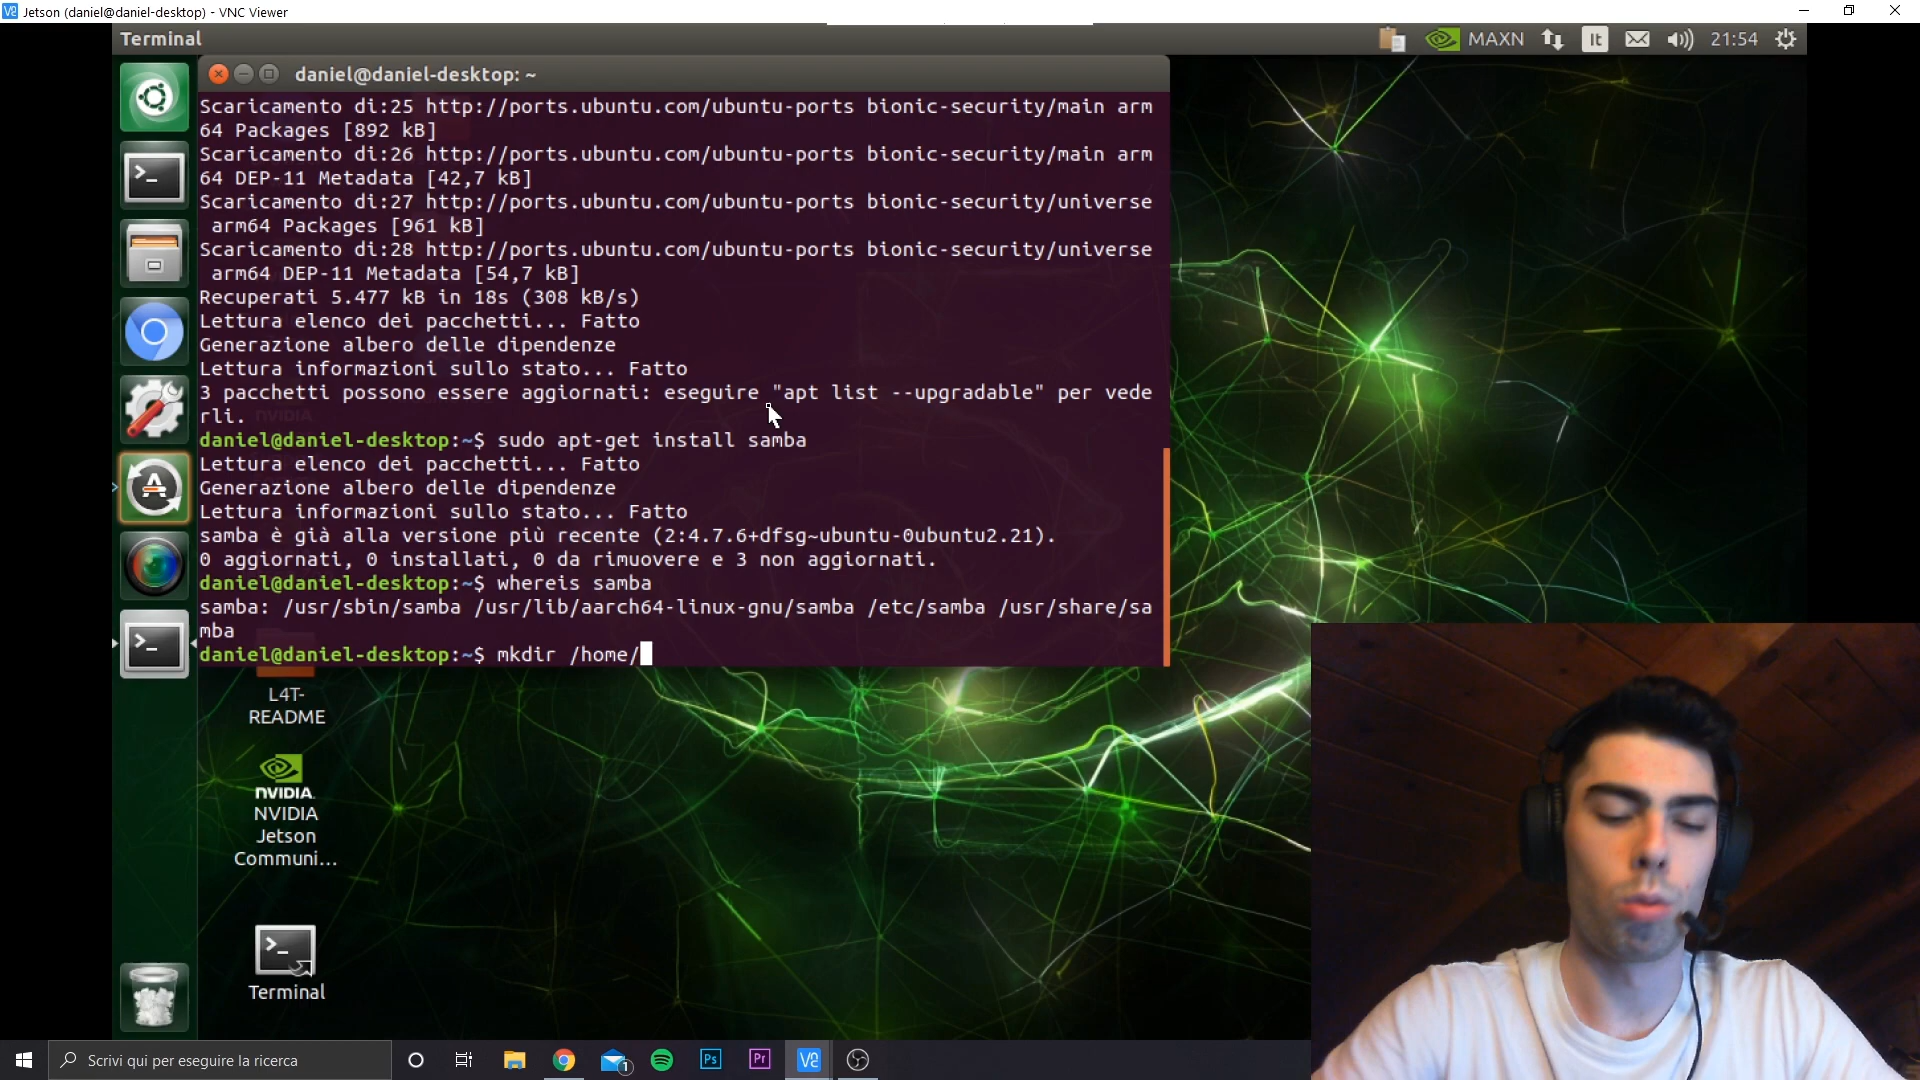 Jetson (daniel@daniel-desktop) - VNC Viewer
Terminal
MAXN
It
21:54
daniel@daniel-desktop: ~
Scaricamento di:25 http://ports.ubuntu.com/ubuntu-ports bionic-security/main arm
64 Packages [892 kB]
Scaricamento di:26 http://ports.ubuntu.com/ubuntu-ports bionic-security/main arm
64 DEP-11 Metadata [42,7 kB]
Scaricamento di:27 http://ports.ubuntu.com/ubuntu-ports bionic-security/universe
arm64 Packages [961 kB]
Scaricamento di:28 http://ports.ubuntu.com/ubuntu-ports bionic-security/universe
arm64 DEP-11 Metadata [54,7 kB]
Recuperati 5.477 kB in 18s (308 kB/s)
Lettura elenco dei pacchetti... Fatto
Generazione albero delle dipendenze
Lettura informazioni sullo stato... Fatto
3 pacchetti possono essere aggiornati: eseguire "apt list --upgradable" per vede
rli.
daniel@daniel-desktop:~$ sudo apt-get install samba
Lettura elenco dei pacchetti... Fatto
Generazione albero delle dipendenze
Lettura informazioni sullo stato... Fatto
samba è già alla versione più recente (2:4.7.6+dfsg~ubuntu-0ubuntu2.21).
0 aggiornati, 0 installati, 0 da rimuovere e 3 non aggiornati.
daniel@daniel-desktop:~$ whereis samba
samba: /usr/sbin/samba /usr/lib/aarch64-linux-gnu/samba /etc/samba /usr/share/sa
mba
daniel@daniel-desktop:~$ mkdir /home/
L4T-
README
NVIDIA.
NVIDIA
Jetson
Communi...
Terminal
Scrivi qui per eseguire la ricerca
1
Ps
Pr